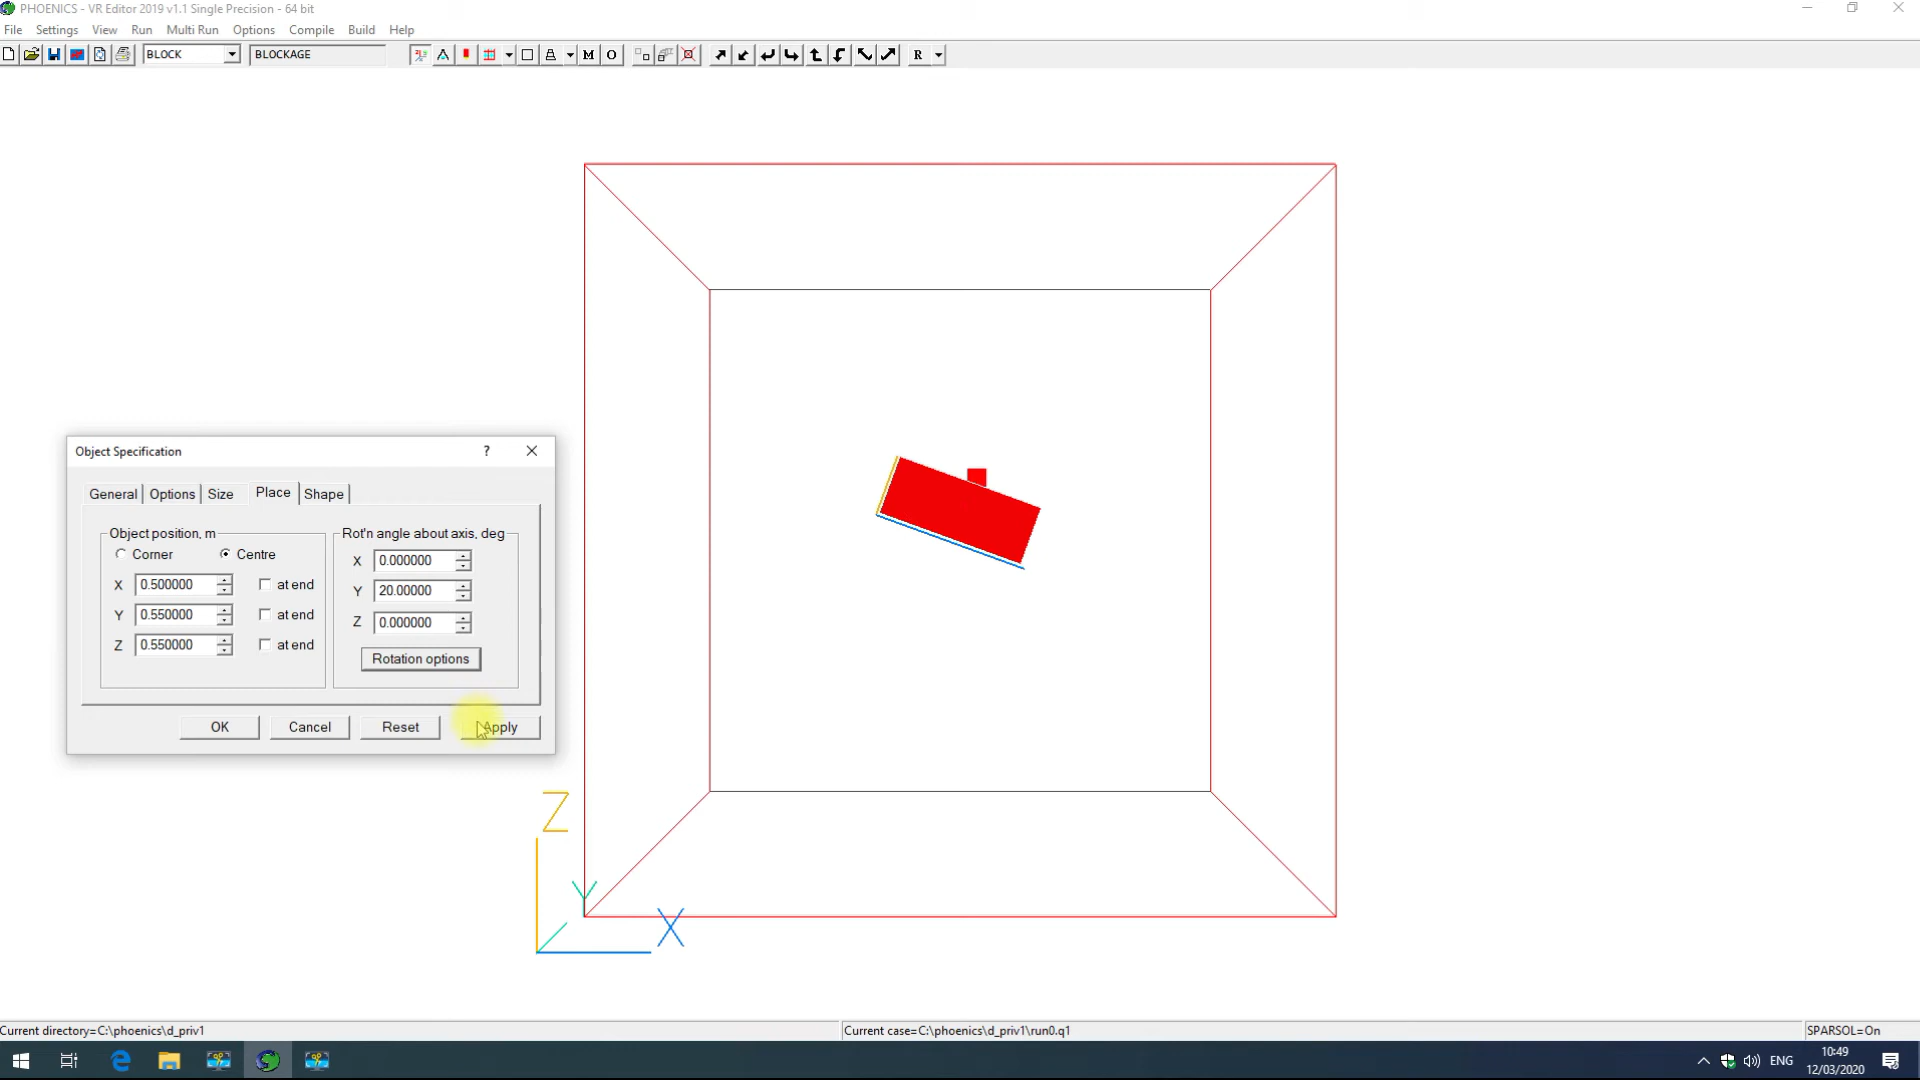 PHOENICS - VR Editor 2019 v1.1 Single Precision - 64 bit
File Settings View Run Multi Run Options Compile Build Help
BLOCK BLOCKAGE M O R
Object Specification ?
General Options Size Place Shape
Object position, m Rot'n angle about axis, deg
Corner Centre
X 0.500000 at end X 0.000000
Y 0.550000 at end Y 20.00000
Z 0.550000 at end Z 0.000000
Rotation options
OK Cancel Reset Apply
Z
Y
X
Current directory=C:\phoenics\d_priv1 Current case=C:\phoenics\d_priv1\run0.q1 SPARSOL=On
ENG 10:49
12/03/2020